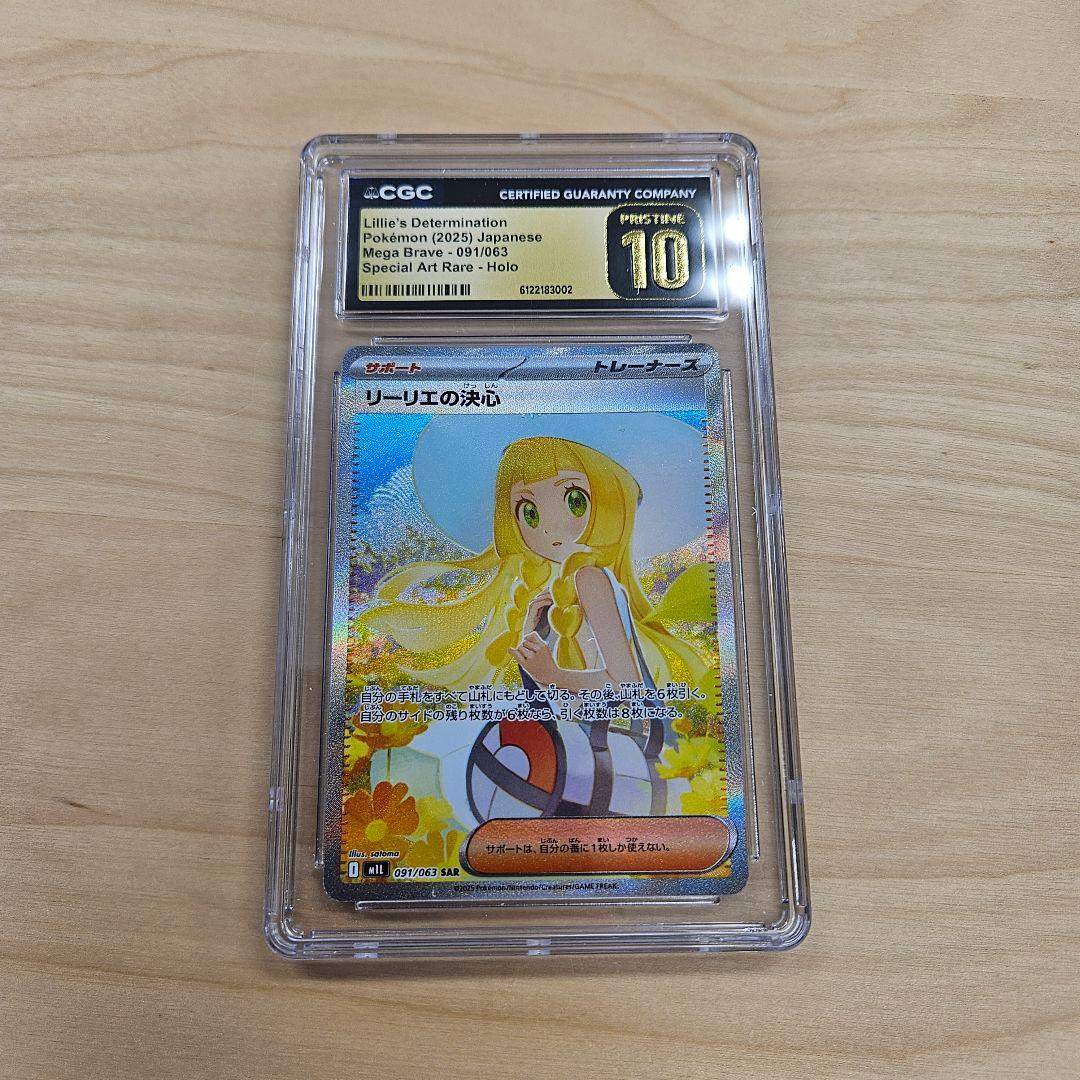 CGC CERTIFIED GUARANTY COMPANY
Lillie's Determination
Pokémon (2025) Japanese
Mega Brave - 091/063
Special Art Rare - Holo
6122183002
PRISTINE
10
サポート トレーナーズ
リーリエの決心
自分の手札をすべて山札にもどして切る。その後、山札を6枚引く。
自分のサイドの残り枚数が6枚なら、引く枚数は8枚になる。
サポートは、自分の番に1枚しか使えない。
Illus. satoma
I M1L 091/063 SAR
©2025 Pokémon/Nintendo/Creatures/GAME FREAK.